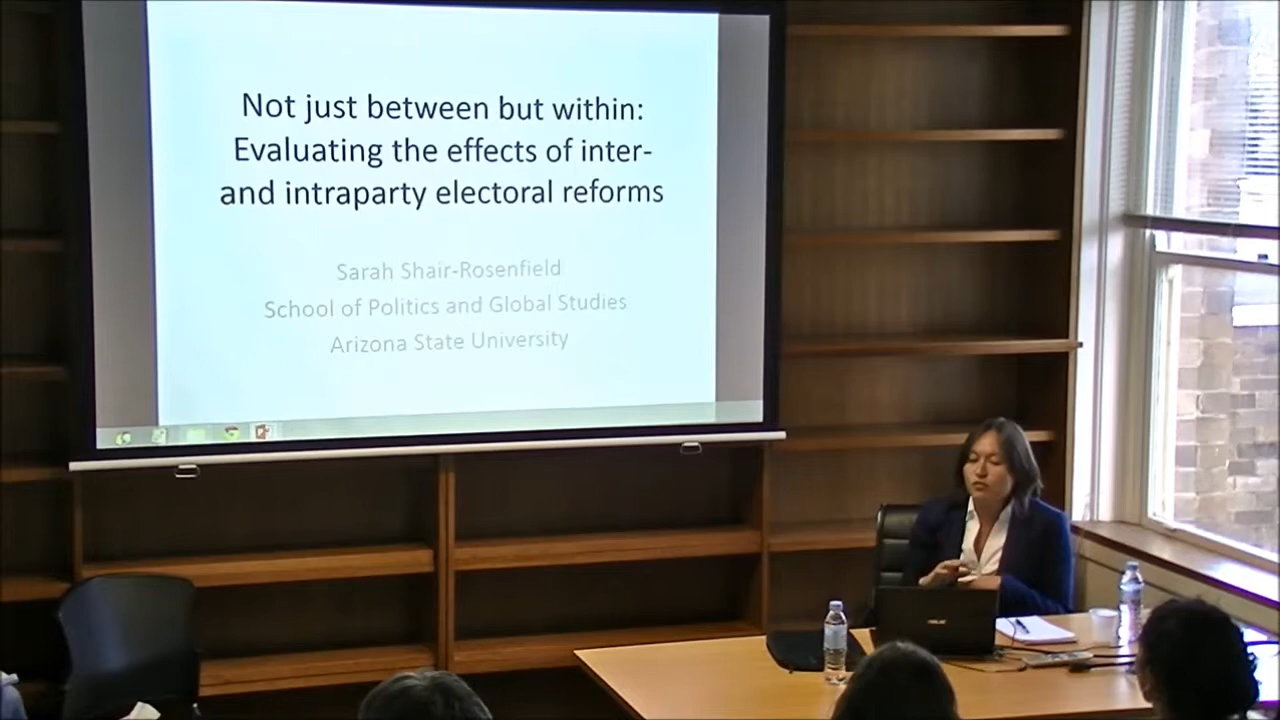 Not just between but within:
Evaluating the effects of inter-
and intraparty electoral reforms
Sarah Shair-Rosenfield
School of Politics and Global Studies
Arizona State University
ASUS